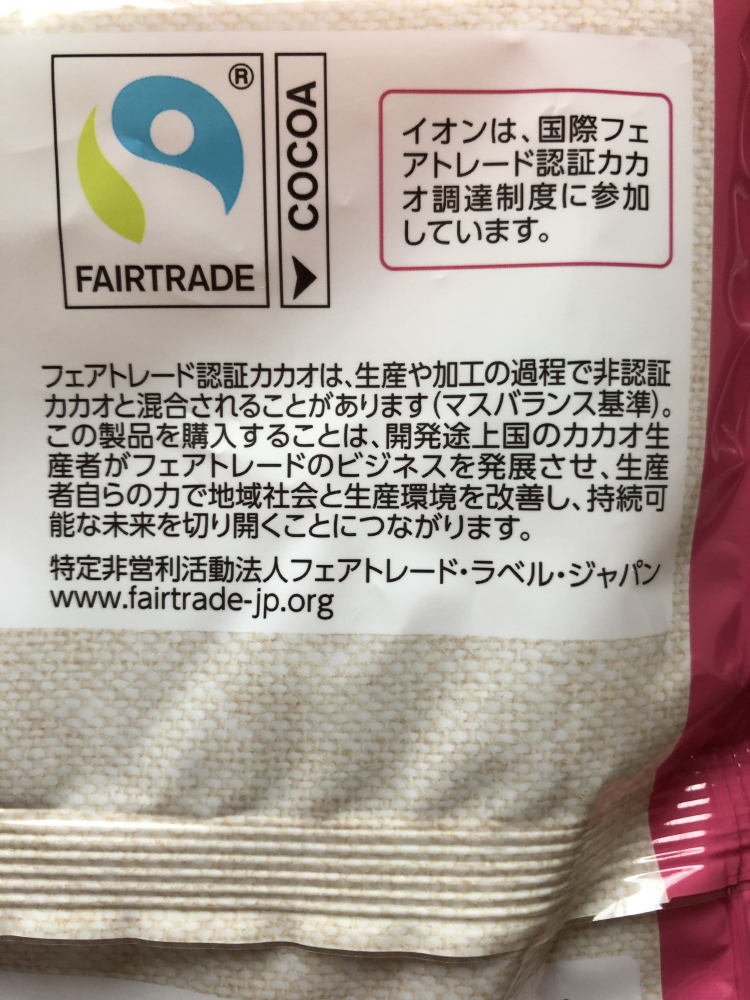 ®
FAIRTRADE
COCOA
イオンは、国際フェ
アトレード認証カカ
オ調達制度に参加
しています。
フェアトレード認証カカオは、生産や加工の過程で非認証
カカオと混合されることがあります(マスバランス基準)。
この製品を購入することは、開発途上国のカカオ生
産者がフェアトレードのビジネスを発展させ、生産
者自らの力で地域社会と生産環境を改善し、持続可
能な未来を切り開くことにつながります。
特定非営利活動法人フェアトレード・ラベル・ジャパン
www.fairtrade-jp.org